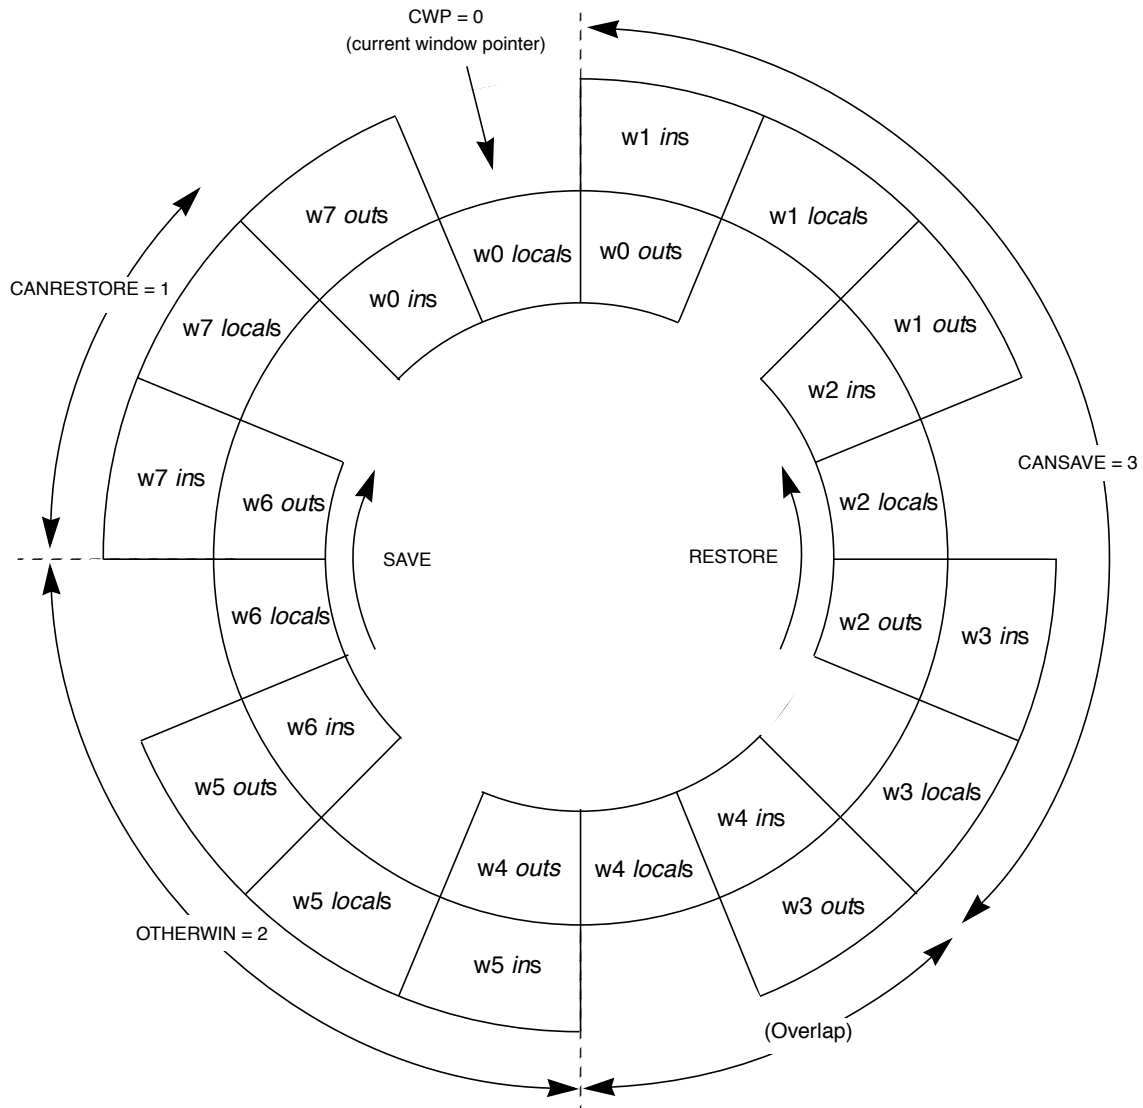 CWP = 0
(current window pointer)
w1 ins
w7 outs
w1 locals
w0 locals
w0 outs
CANRESTORE = 1
w0 ins
w7 locals
w1 outs
w2 ins
CANSAVE = 3
w7 ins
w6 outs
w2 locals
SAVE
RESTORE
w6 locals
w2 outs
w3 ins
w6 ins
w5 outs
w3 locals
w4 ins
w4 outs
w4 locals
w5 locals
w3 outs
OTHERWIN = 2
w5 ins
(Overlap)